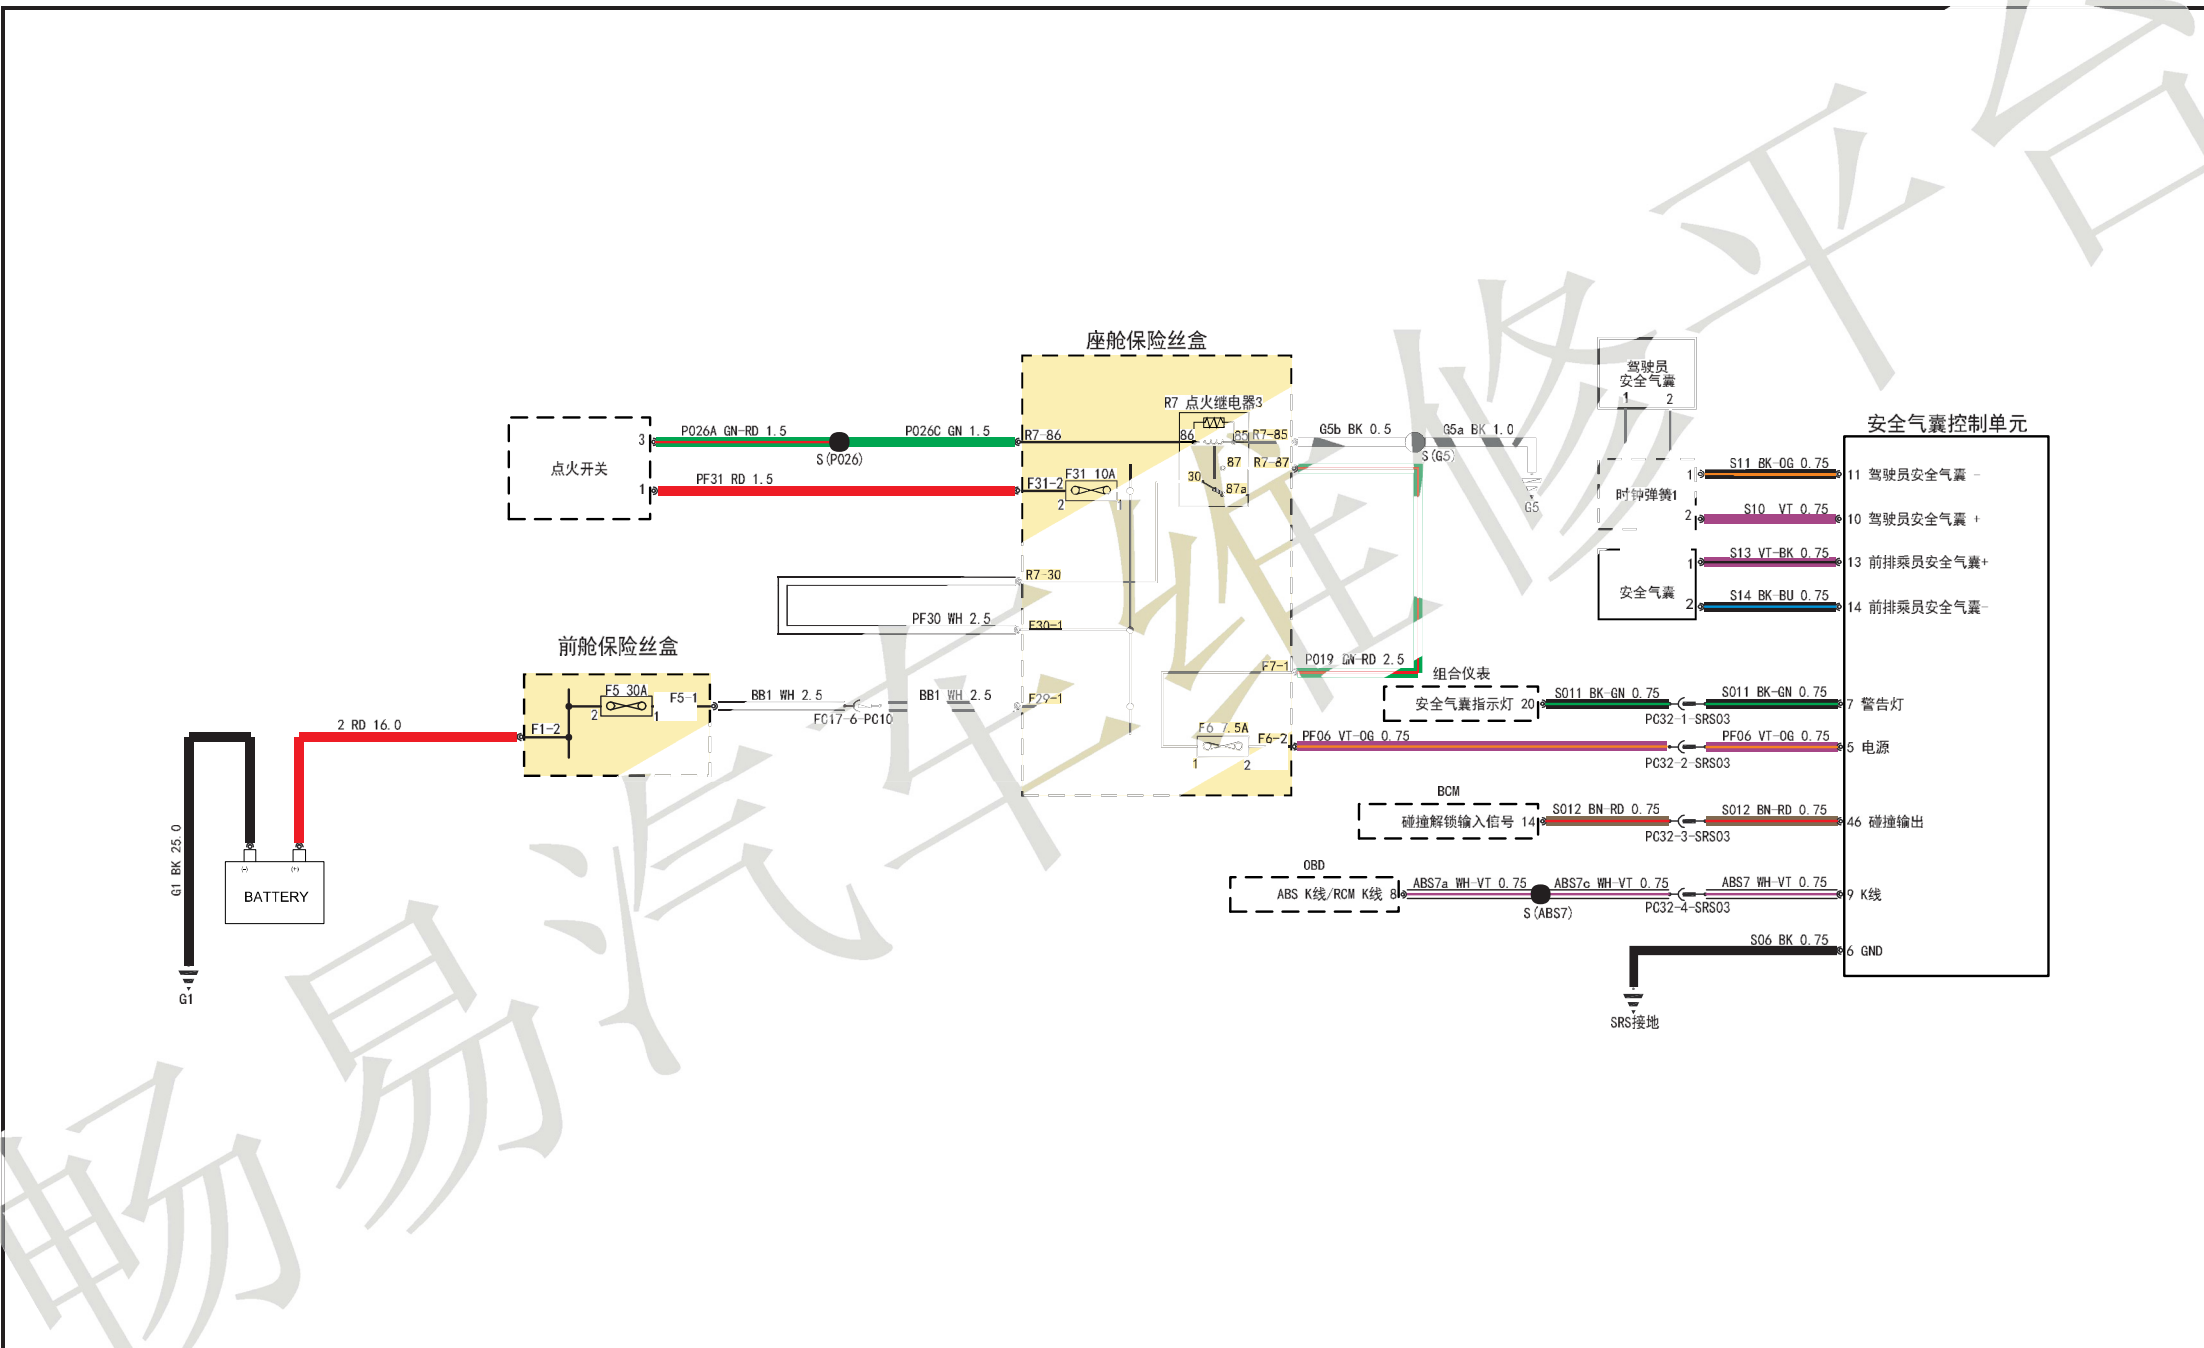 座舱保险丝盒
R7 点火继电器3
点火开关
3
P026A GN-RD 1.5
S(P026)
P026C GN 1.5
R7-86
86
85
R7-85
G5b BK 0.5
S(G5)
G5a BK 1.0
G5
87
R7-87
30
87a
1
PF31 RD 1.5
F31-2
F31 10A
2
1
R7-30
PF30 WH 2.5
F30-1
F7-1
P019 GN-RD 2.5
前舱保险丝盒
F5 30A
2
1
F5-1
F1-2
BB1 WH 2.5
FC17-6-PC10
BB1 WH 2.5
F29-1
F6 7.5A
1
2
F6-2
PF06 VT-OG 0.75
PC32-2-SRS03
PF06 VT-OG 0.75
5 电源
2 RD 16.0
G1 BK 25.0
(-)
(+)
BATTERY
G1
驾驶员
安全气囊
1
2
时钟弹簧1
1
2
安全气囊
1
2
安全气囊控制单元
S11 BK-OG 0.75
11 驾驶员安全气囊 -
S10 VT 0.75
10 驾驶员安全气囊 +
S13 VT-BK 0.75
13 前排乘员安全气囊+
S14 BK-BU 0.75
14 前排乘员安全气囊-
组合仪表
安全气囊指示灯 20
S011 BK-GN 0.75
PC32-1-SRS03
S011 BK-GN 0.75
7 警告灯
BCM
碰撞解锁输入信号 14
S012 BN-RD 0.75
PC32-3-SRS03
S012 BN-RD 0.75
46 碰撞输出
OBD
ABS K线/RCM K线 8
ABS7a WH-VT 0.75
S(ABS7)
ABS7c WH-VT 0.75
PC32-4-SRS03
ABS7 WH-VT 0.75
9 K线
S06 BK 0.75
6 GND
SRS接地
畅易汽车维修平台